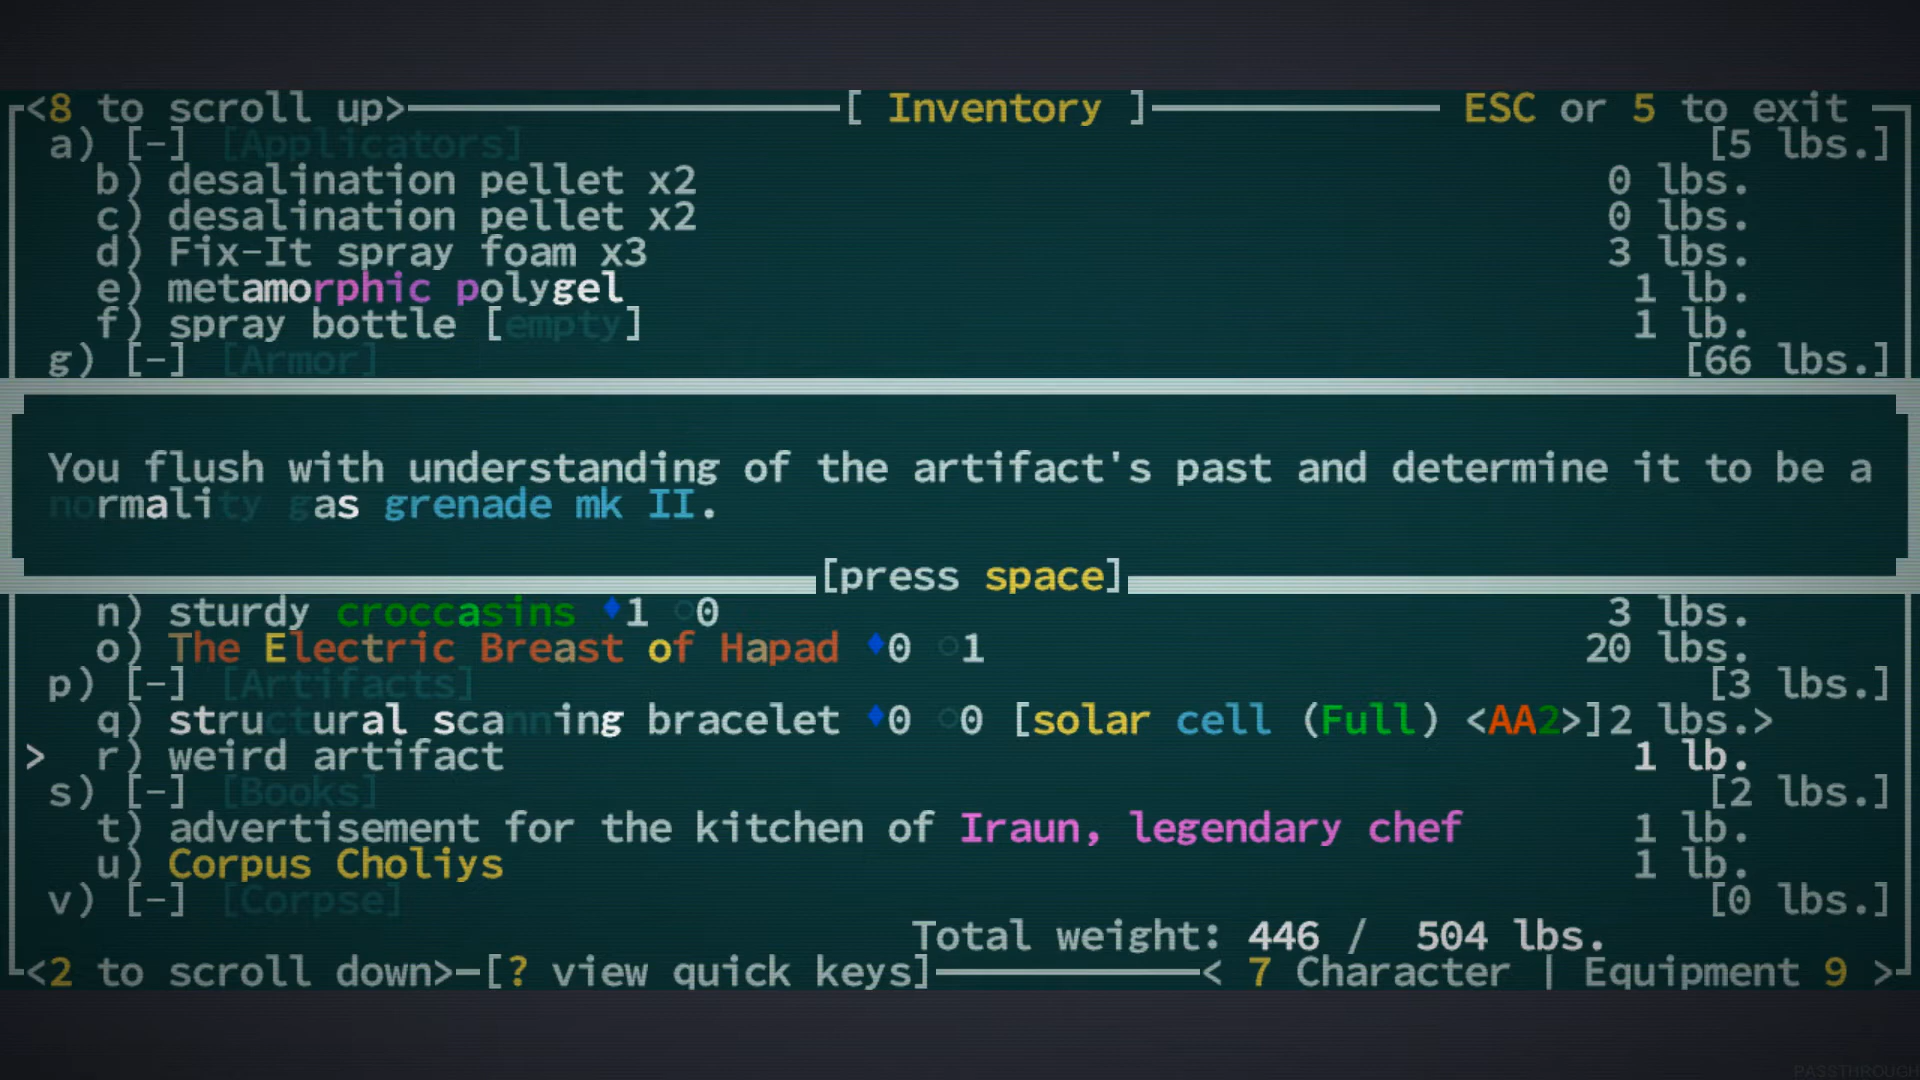 <8 to scroll up> [ Inventory ] ESC or 5 to exit
a) [-] [Applicators] [5 lbs.]
b) desalination pellet x2 0 lbs.
c) desalination pellet x2 0 lbs.
d) Fix-It spray foam x3 3 lbs.
e) metamorphic polygel 1 lb.
f) spray bottle [empty] 1 lb.
g) [-] [Armor] [66 lbs.]
You flush with understanding of the artifact's past and determine it to be a
normality gas grenade mk II.
[press space]
n) sturdy croccasins ♦1 ○0 3 lbs.
o) The Electric Breast of Hapad ♦0 ○1 20 lbs.
p) [-] [Artifacts] [3 lbs.]
q) structural scanning bracelet ♦0 ○0 [solar cell (Full) <AA2>]2 lbs.>
> r) weird artifact 1 lb.
s) [-] [Books] [2 lbs.]
t) advertisement for the kitchen of Iraun, legendary chef 1 lb.
u) Corpus Choliys 1 lb.
v) [-] [Corpse] [0 lbs.]
Total weight: 446 / 504 lbs.
<2 to scroll down> [? view quick keys] < 7 Character | Equipment 9 >
PASSTHROUGH